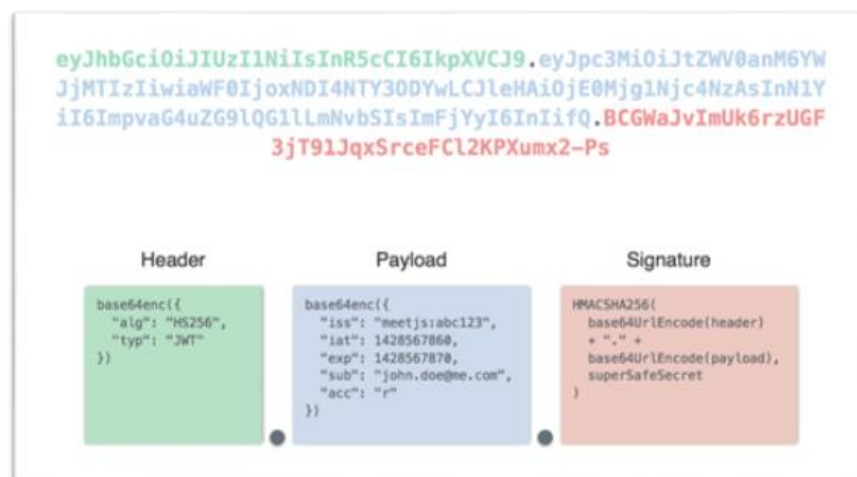 eyJhbGciOiJIUzI1NiIsInR5cCI6IkpXVCJ9.eyJpc3MiOiJtZWV0anM6YW
JjMTIzIiwiaWF0IjoxNDI4NTY3ODYwLCJleHAiOjE0Mjg1Njc4NzAsInN1Y
iI6ImpvaG4uZG9lQG1lLmNvbSIsImFjYyI6InIifQ.BCGWaJvImUk6rzUGF
3jT91JqxSrceFCl2KPXumx2-Ps
Header
base64enc({
"alg": "HS256",
"typ": "JWT"
})
Payload
base64enc({
"iss": "meetjs:abc123",
"iat": 1428567860,
"exp": 1428567870,
"sub": "john.doe@me.com",
"acc": "r"
})
Signature
HMACSHA256(
base64UrlEncode(header)
+ "." +
base64UrlEncode(payload),
superSafeSecret
)